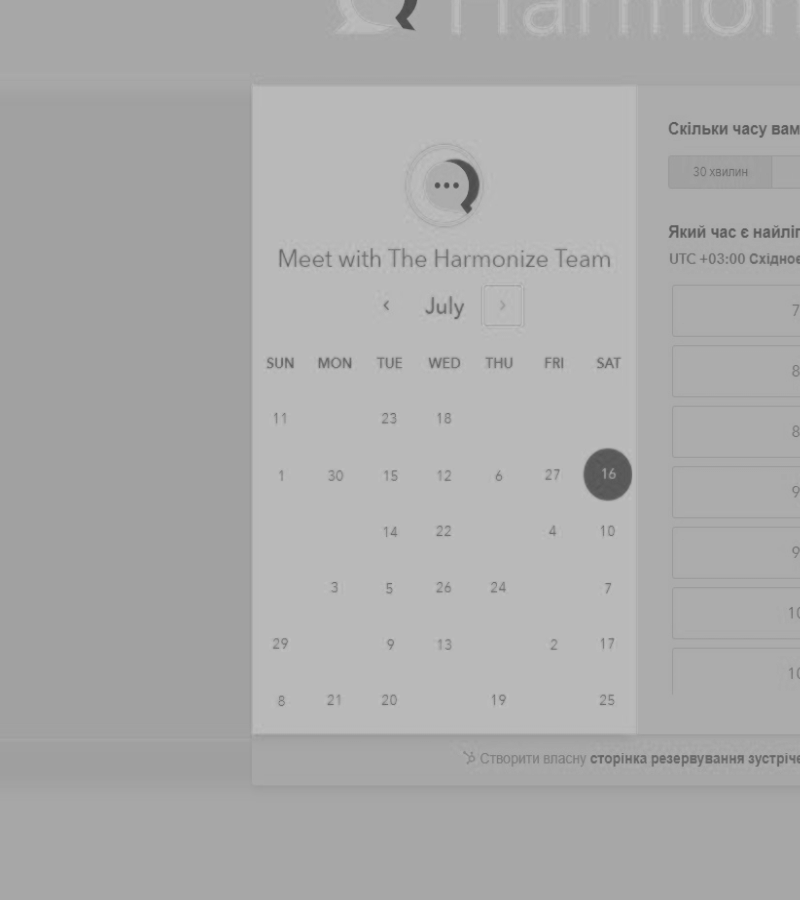 Harmon
Скільки часу вам
30 хвилин
Який час є найліп
UTC +03:00 Східноє
Meet with The Harmonize Team
‹ July ›
SUN MON TUE WED THU FRI SAT
11 23 18
1 30 15 12 6 27 16
14 22 4 10
3 5 26 24 7
29 9 13 2 17
8 21 20 19 25
7
8
8
9
9
10
10
Створити власну сторінка резервування зустріче